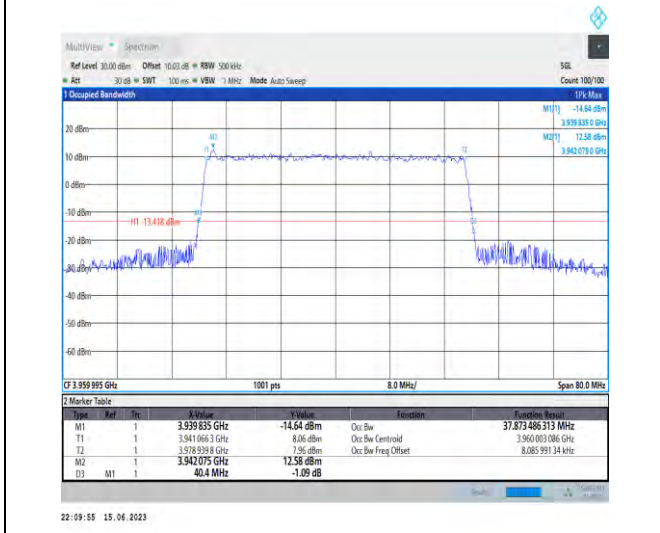 MultiView Spectrum
Ref Level 30.00 dBm Offset 10.03 dB RBW 500 kHz SGL
Att 30 dB SWT 100 ms VBW 3 MHz Mode Auto Sweep Count 100/100
1 Occupied Bandwidth 1Pk Max
M1[1] -14.64 dBm
3.939 835 0 GHz
M2[1] 12.58 dBm
3.942 075 0 GHz
20 dBm
M2
T1 T2
10 dBm
0 dBm
-10 dBm
M1
H1 -13.418 dBm
D3
-20 dBm
-30 dBm
-40 dBm
-50 dBm
-60 dBm
CF 3.959 995 GHz 1001 pts 8.0 MHz/ Span 80.0 MHz
2 Marker Table
Type Ref Trc X-Value Y-Value Function Function Result
M1 1 3.939 835 GHz -14.64 dBm Occ Bw 37.873 486 313 MHz
T1 1 3.941 066 3 GHz 8.06 dBm Occ Bw Centroid 3.960 003 086 GHz
T2 1 3.978 939 8 GHz 7.96 dBm Occ Bw Freq Offset 8.085 991 34 kHz
M2 1 3.942 075 GHz 12.58 dBm
D3 M1 1 40.4 MHz -1.09 dB
22:09:55 15.06.2023